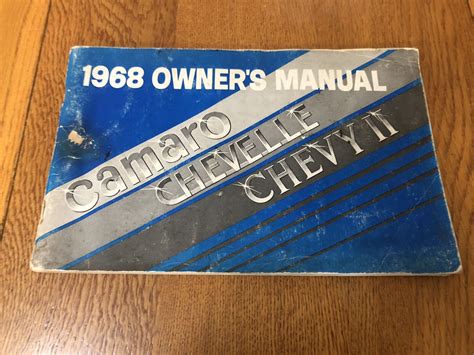 1968 OWNER'S MANUAL
camaro
CHEVELLE
CHEVY II